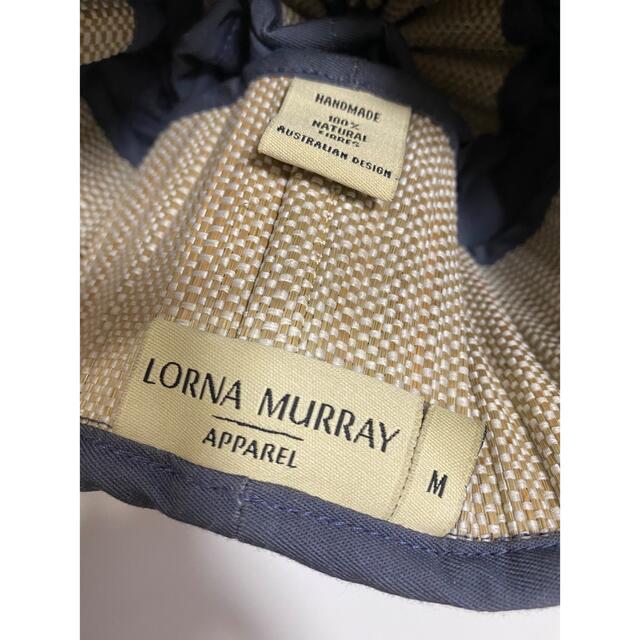 HANDMADE
100%
NATURAL
FIBRES
AUSTRALIAN DESIGN
LORNA MURRAY
APPAREL
M